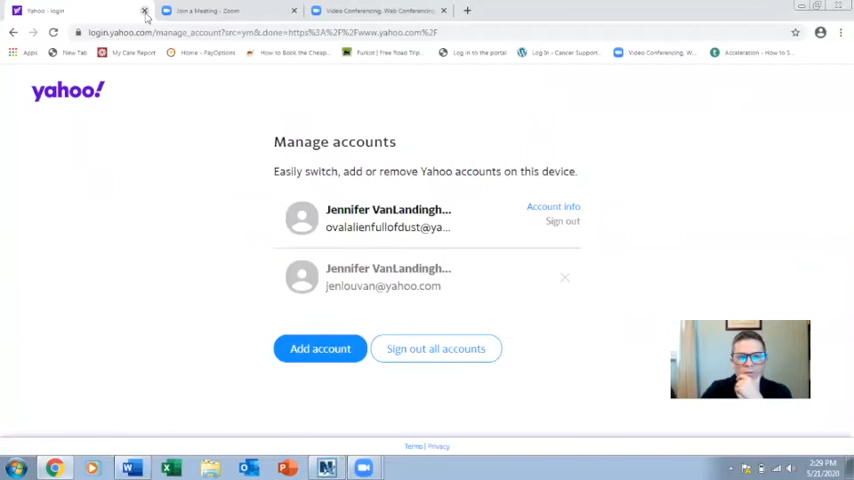 Yahoo - login
Join a Meeting - Zoom
Video Conferencing, Web Conferencing,
login.yahoo.com/manage_account?src=ym&.done=https%3A%2F%2Fwww.yahoo.com%2F
Apps
New Tab
My Care Report
Home - PayOptions
How to Book the Cheap...
Furkot | Free Road Trip...
Log in to the portal
Log In - Cancer Support...
Video Conferencing, W...
Acceleration - How to S...
yahoo!
Manage accounts
Easily switch, add or remove Yahoo accounts on this device.
Jennifer VanLandingh...
Account info
ovalalienfullofdust@ya...
Sign out
Jennifer VanLandingh...
jenlouvan@yahoo.com
Add account
Sign out all accounts
Terms | Privacy
2:29 PM
5/21/2020